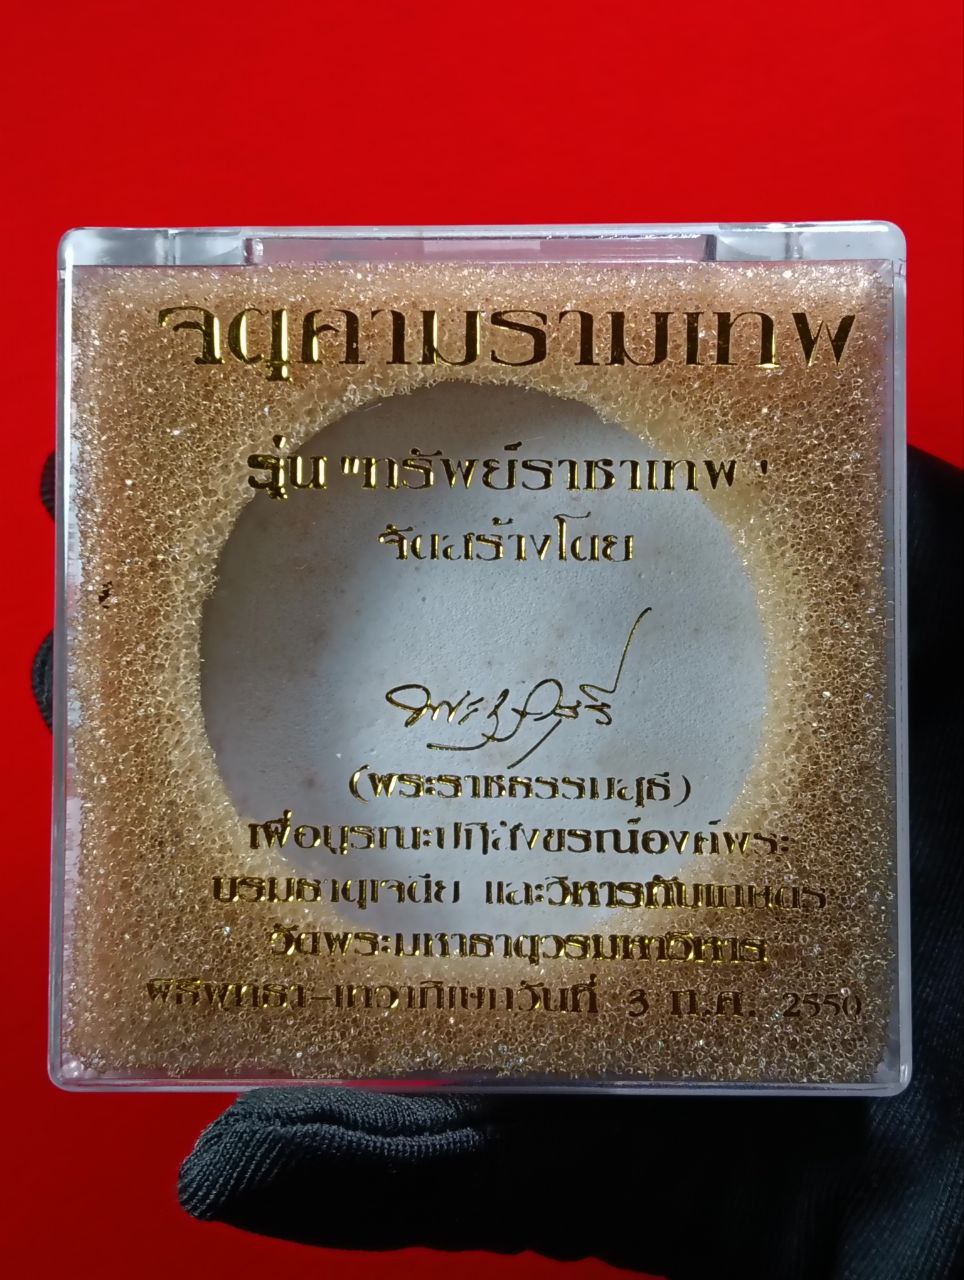 จตุคามรามเทพ
รุ่น "ทรัพย์ราชาเทพ"
จัดสร้างโดย
(พระราชธรรมสุธี)
เพื่อบูรณะปฏิสังขรณ์องค์พระ
บรมธาตุเจดีย์ และวิหารทับเกษตร
วัดพระมหาธาตุวรมหาวิหาร
พิธีพุทธา-เทวาภิเษกวันที่ 3 ก.ค. 2550